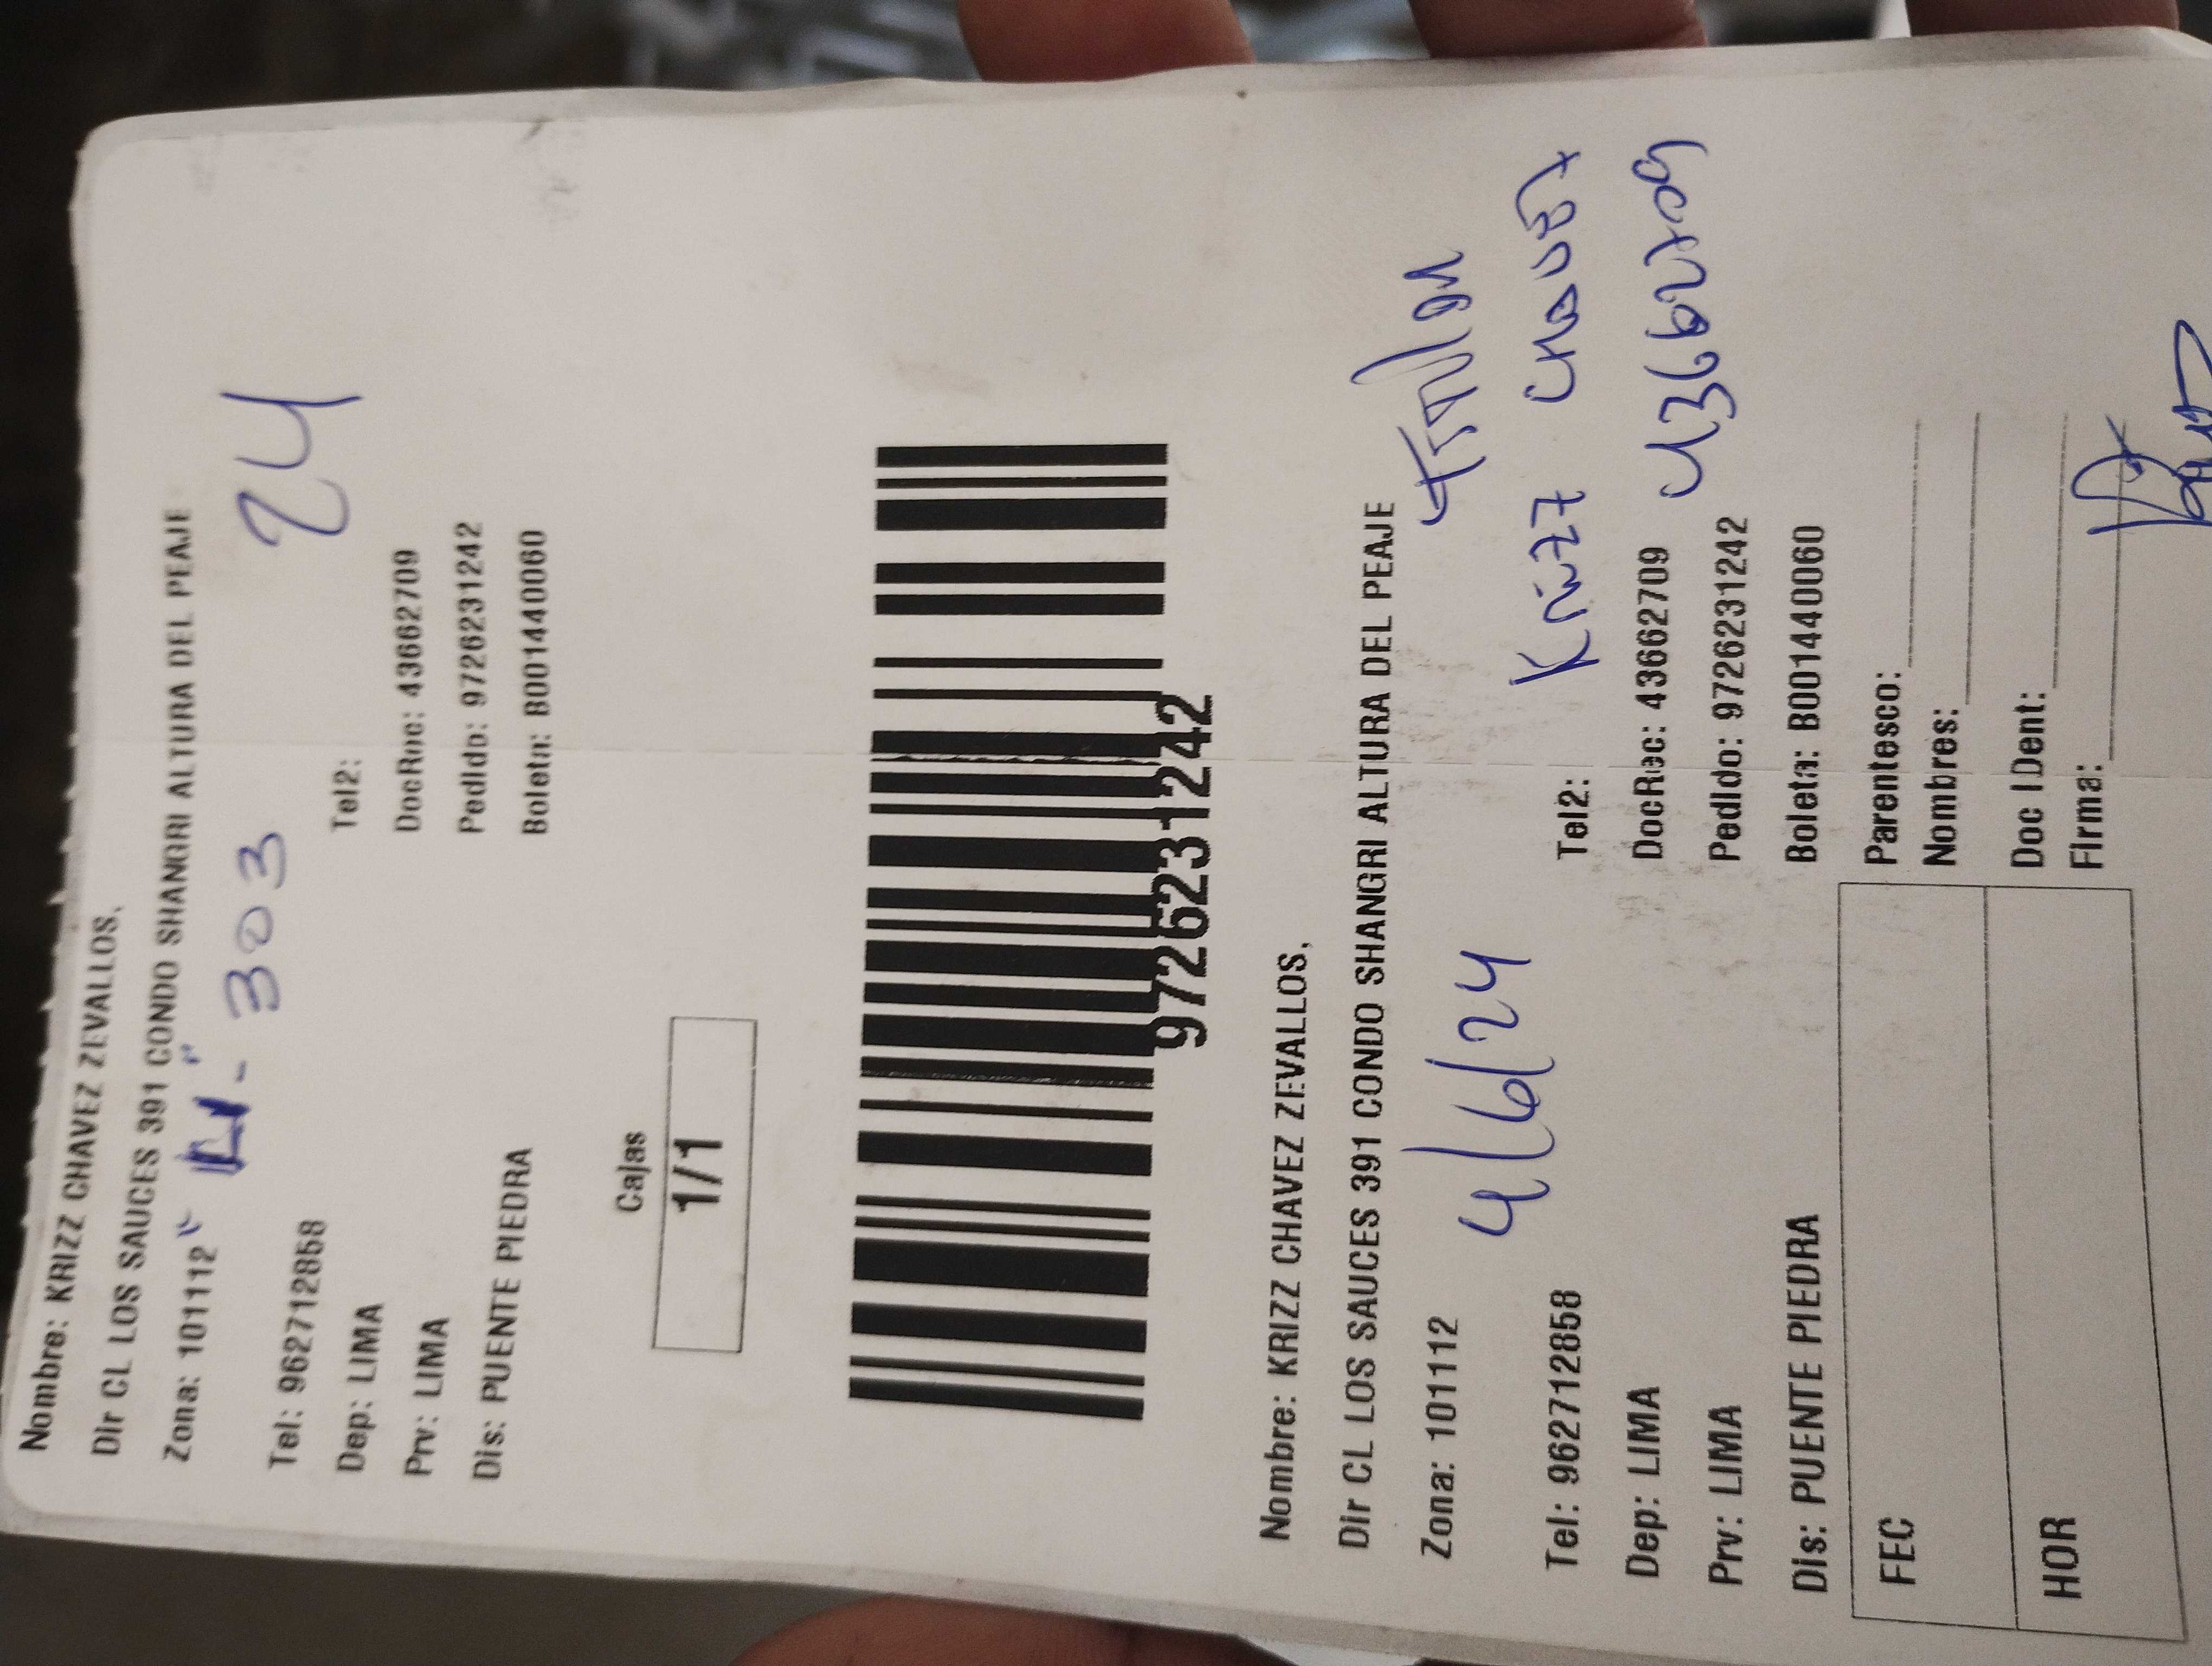 Nombre: KRIZZ CHAVEZ ZEVALLOS,
Dir CL LOS SAUCES 391 CONDO SHANGRI ALTURA DEL PEAJE
Zona: 101112
- 303
24
Tel: 962712858 Tel2:
Dep: LIMA DocRec: 43662709
Prv: LIMA Pedido: 9726231242
Dis: PUENTE PIEDRA Boleta: B001440060
Cajas
1/1
9726231242
Nombre: KRIZZ CHAVEZ ZEVALLOS,
Dir CL LOS SAUCES 391 CONDO SHANGRI ALTURA DEL PEAJE
Zona: 101112 4/6/24 Titular
Tel: 962712858 Tel2: Krizz CHAVEZ
Dep: LIMA DocRec: 43662709 43662709
Prv: LIMA Pedido: 9726231242
Dis: PUENTE PIEDRA Boleta: B001440060
FEC Parentesco:
Nombres:
HOR Doc IDent:
Firma: